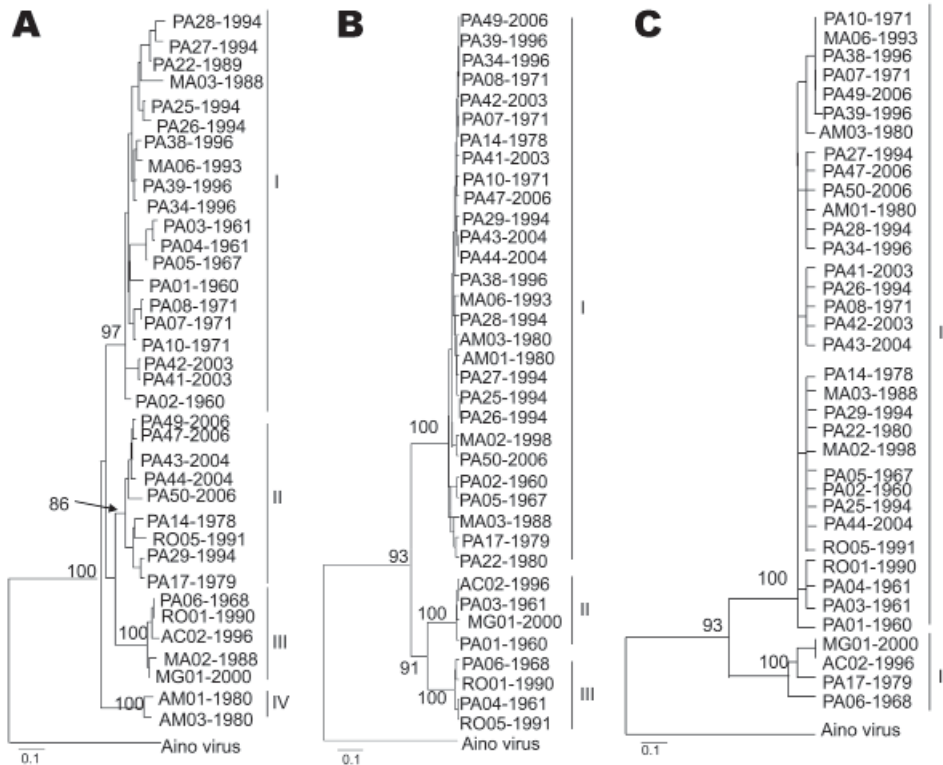 A
PA28-1994
PA27-1994
PA22-1989
MA03-1988
PA25-1994
PA26-1994
PA38-1996
MA06-1993
PA39-1996
PA34-1996
PA03-1961
PA04-1961
PA05-1967
PA01-1960
PA08-1971
PA07-1971
PA10-1971
PA42-2003
PA41-2003
PA02-1960
PA49-2006
PA47-2006
PA43-2004
PA44-2004
PA50-2006
PA14-1978
RO05-1991
PA29-1994
PA17-1979
PA06-1968
RO01-1990
AC02-1996
MA02-1988
MG01-2000
AM01-1980
AM03-1980
Aino virus
97
86
100
100
100
I
II
III
IV
0.1
B
PA49-2006
PA39-1996
PA34-1996
PA08-1971
PA42-2003
PA07-1971
PA14-1978
PA41-2003
PA10-1971
PA47-2006
PA29-1994
PA43-2004
PA44-2004
PA38-1996
MA06-1993
PA28-1994
AM03-1980
AM01-1980
PA27-1994
PA25-1994
PA26-1994
MA02-1998
PA50-2006
PA02-1960
PA05-1967
MA03-1988
PA17-1979
PA22-1980
AC02-1996
PA03-1961
MG01-2000
PA01-1960
PA06-1968
RO01-1990
PA04-1961
RO05-1991
Aino virus
100
93
100
91
100
I
II
III
0.1
C
PA10-1971
MA06-1993
PA38-1996
PA07-1971
PA49-2006
PA39-1996
AM03-1980
PA27-1994
PA47-2006
PA50-2006
AM01-1980
PA28-1994
PA34-1996
PA41-2003
PA26-1994
PA08-1971
PA42-2003
PA43-2004
PA14-1978
MA03-1988
PA29-1994
PA22-1980
MA02-1998
PA05-1967
PA02-1960
PA25-1994
PA44-2004
RO05-1991
RO01-1990
PA04-1961
PA03-1961
PA01-1960
MG01-2000
AC02-1996
PA17-1979
PA06-1968
Aino virus
100
93
100
I
I
0.1